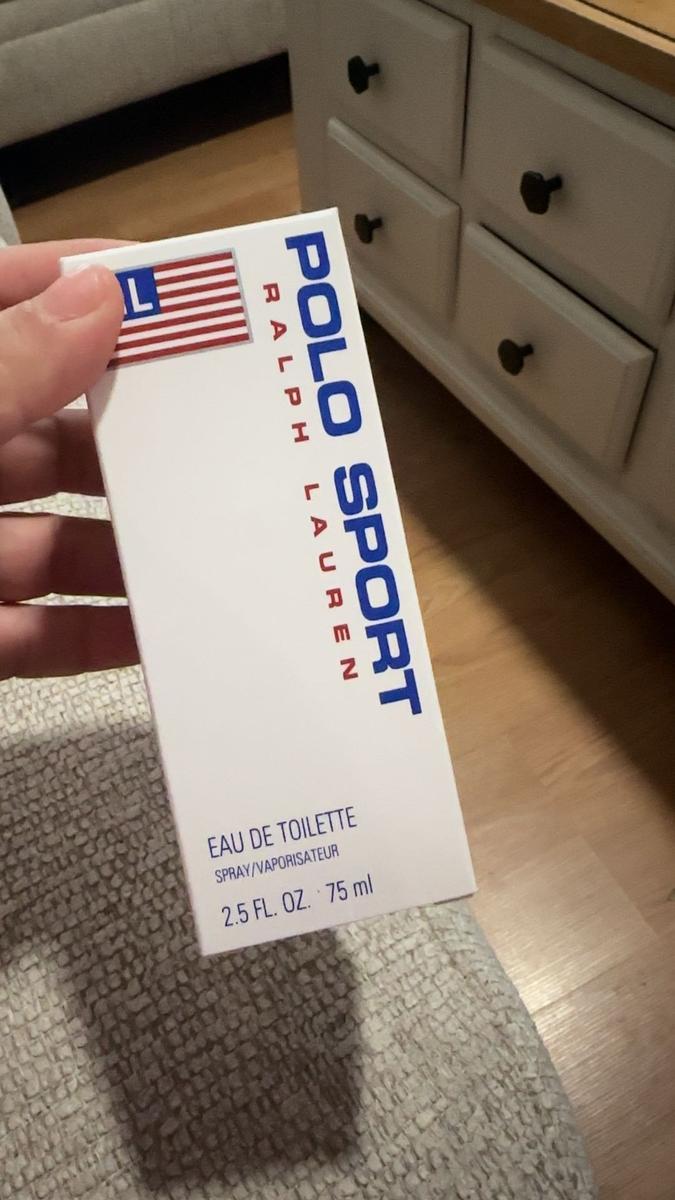 POLO SPORT
RALPH LAUREN
EAU DE TOILETTE
SPRAY/VAPORISATEUR
2.5 FL. OZ. · 75 ml